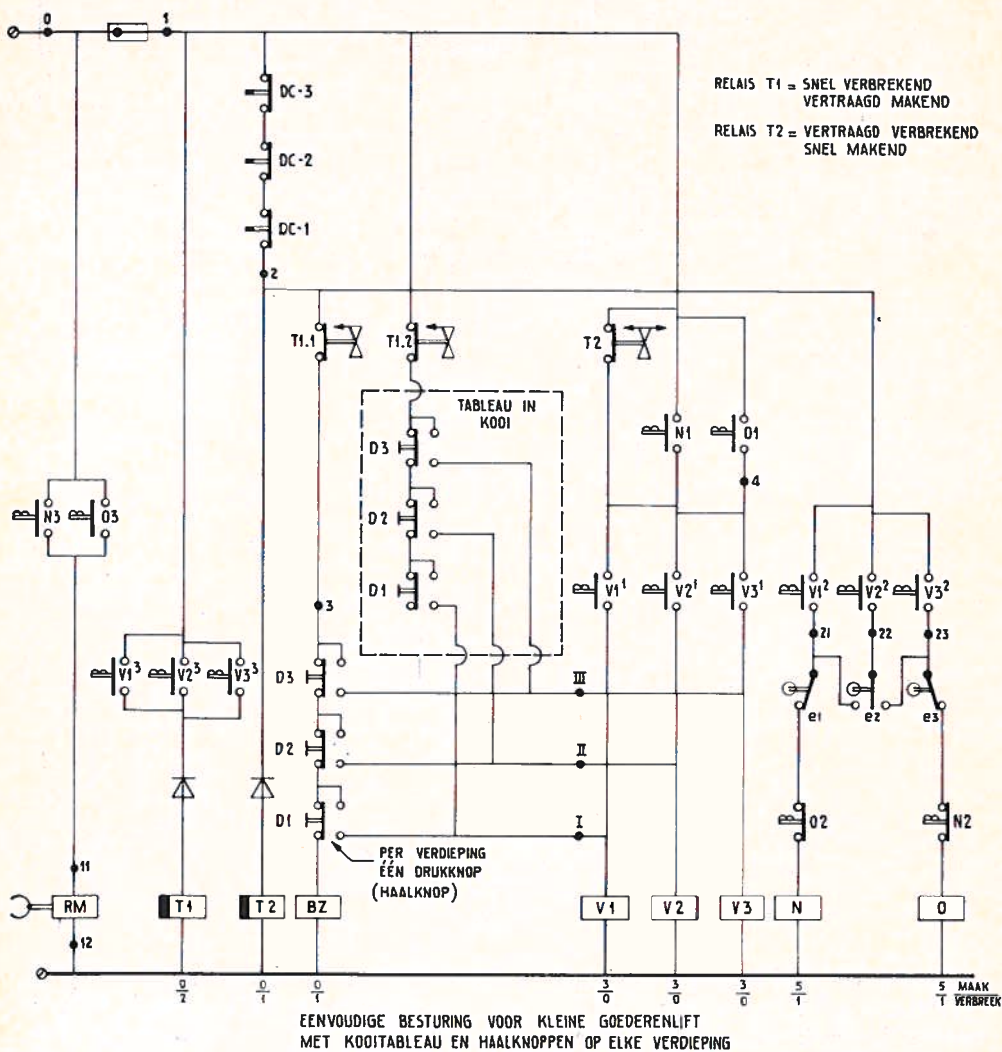 0 1
DC-3
RELAIS T1 = SNEL VERBREKEND
VERTRAAGD MAKEND
RELAIS T2 = VERTRAAGD VERBREKEND
SNEL MAKEND
DC-2
DC-1
2
T1.1 T1.2 T2
TABLEAU IN
KOOI
D3
N1 O1
4
N3 O3
D2
D1
V1¹ V2¹ V3¹ V1² V2² V3²
3
21 22 23
V1³ V2³ V3³
D3 III
e1 e2 e3
D2 II
D1 I
O2 N2
PER VERDIEPING
ÉÉN DRUKKNOP
(HAALKNOP)
11
RM T1 T2 BZ V1 V2 V3 N O
12
0/2 0/1 0/1 3/0 3/0 3/0 5/1 5/1 MAAK
VERBREEK
EENVOUDIGE BESTURING VOOR KLEINE GOEDERENLIFT
MET KOOITABLEAU EN HAALKNOPPEN OP ELKE VERDIEPING